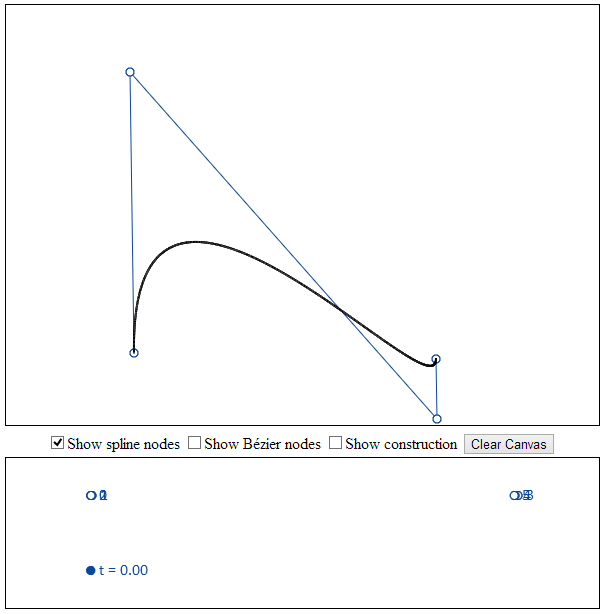 Show spline nodes Show Bézier nodes Show construction Clear Canvas
t = 0.00